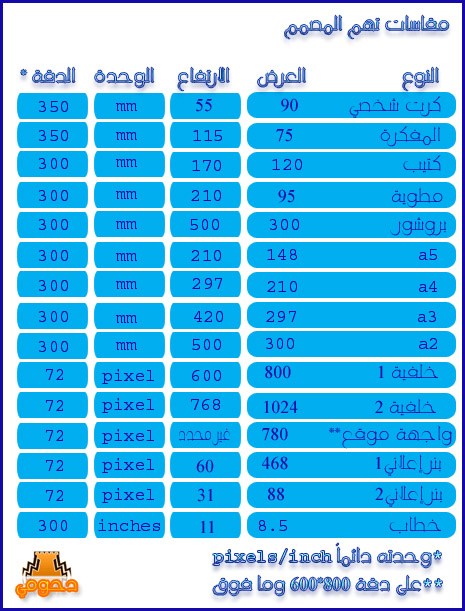 مقاسات تهم المصمم
النوع العرض الارتفاع الوحدة الدقة *
كرت شخصي 90 55 mm 350
المفكرة 75 115 mm 350
كتيب 120 170 mm 300
مطوية 95 210 mm 300
بروشور 300 500 mm 300
a5 148 210 mm 300
a4 210 297 mm 300
a3 297 420 mm 300
a2 300 500 mm 300
خلفية 1 800 600 pixel 72
خلفية 2 1024 768 pixel 72
واجهة موقع** 780 غير محدد pixel 72
بنر إعلاني1 468 60 pixel 72
بنر إعلاني2 88 31 pixel 72
خطاب 8.5 11 inches 300
*وحدته دائماً pixels/inch
**على دقة 800*600 وما فوق